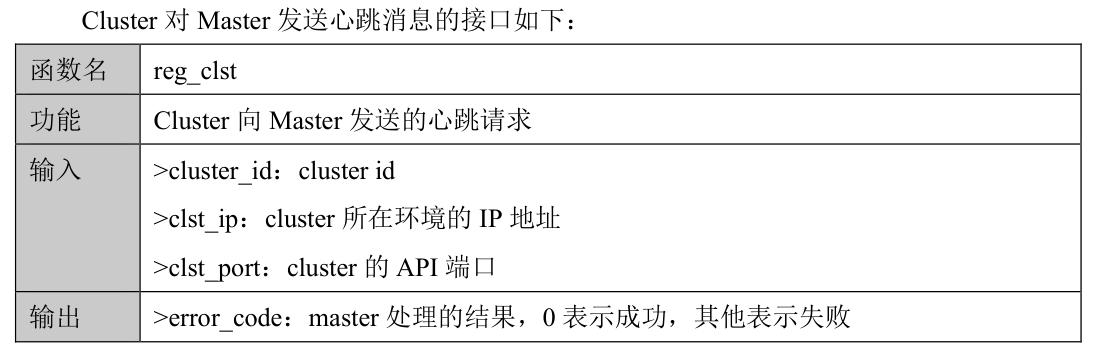 Cluster 对 Master 发送心跳消息的接口如下：
函数名 reg_clst
功能 Cluster 向 Master 发送的心跳请求
输入 >cluster_id：cluster id
>clst_ip：cluster 所在环境的 IP 地址
>clst_port：cluster 的 API 端口
输出 >error_code：master 处理的结果，0 表示成功，其他表示失败